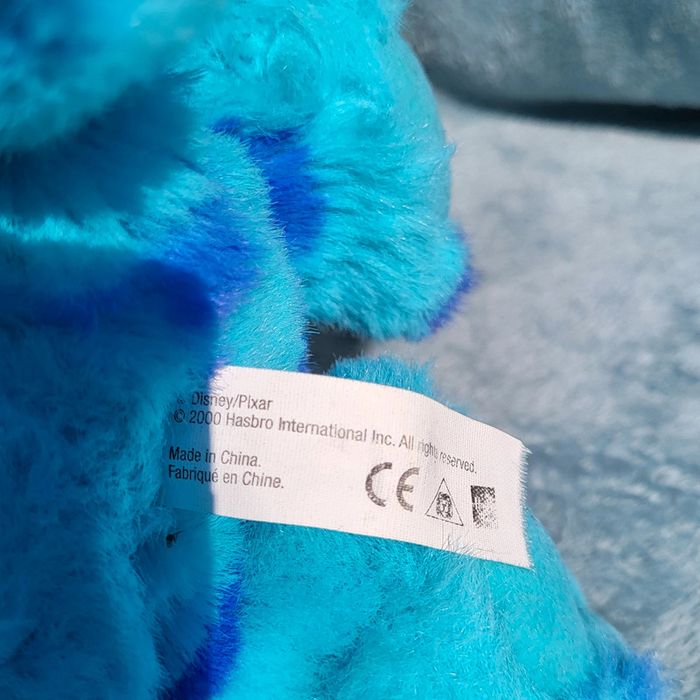 © Disney/Pixar
© 2000 Hasbro International Inc. All rights reserved.
Made in China.
Fabriqué en Chine.
CE